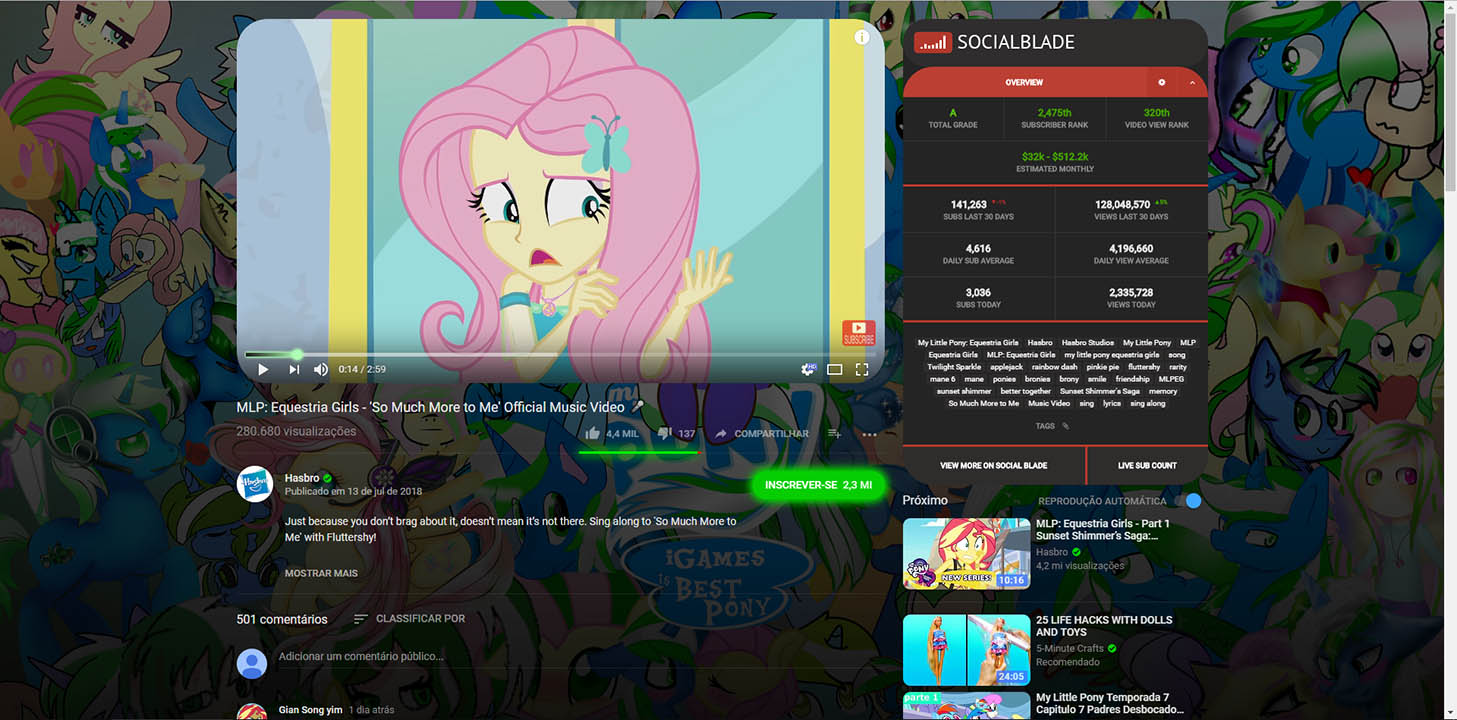 SOCIALBLADE
OVERVIEW
A
TOTAL GRADE
2,475th
SUBSCRIBER RANK
320th
VIDEO VIEW RANK
$32k - $512.2k
ESTIMATED MONTHLY
141,263 -1%
SUBS LAST 30 DAYS
128,048,570 5%
VIEWS LAST 30 DAYS
4,616
DAILY SUB AVERAGE
4,196,660
DAILY VIEW AVERAGE
3,036
SUBS TODAY
2,335,728
VIEWS TODAY
My Little Pony: Equestria Girls Hasbro Hasbro Studios My Little Pony MLP
Equestria Girls MLP: Equestria Girls my little pony equestria girls song
Twilight Sparkle applejack rainbow dash pinkie pie fluttershy rarity
mane 6 mane ponies bronies brony smile friendship MLPEG
sunset shimmer better together Sunset Shimmer's Saga memory
So Much More to Me Music Video sing lyrics sing along
TAGS
VIEW MORE ON SOCIAL BLADE
LIVE SUB COUNT
SUBSCRIBE
0:14 / 2:59
HD
MLP: Equestria Girls - 'So Much More to Me' Official Music Video 🎤
280.680 visualizações
4,4 MIL
137
COMPARTILHAR
Hasbro
Hasbro
Publicado em 13 de jul de 2018
INSCREVER-SE 2,3 MI
Just because you don’t brag about it, doesn’t mean it’s not there. Sing along to 'So Much More to
Me' with Fluttershy!
MOSTRAR MAIS
my
iGAMES
is BEST
PONY
501 comentários
CLASSIFICAR POR
Adicionar um comentário público...
Gian Song yim 1 dia atrás
Próximo
REPRODUÇÃO AUTOMÁTICA
PONY
NEW SERIES!
10:16
MLP: Equestria Girls - Part 1
Sunset Shimmer’s Saga:...
Hasbro
4,2 mi visualizações
24:05
25 LIFE HACKS WITH DOLLS
AND TOYS
5-Minute Crafts
Recomendado
parte 1
My Little Pony Temporada 7
Capitulo 7 Padres Desbocado...